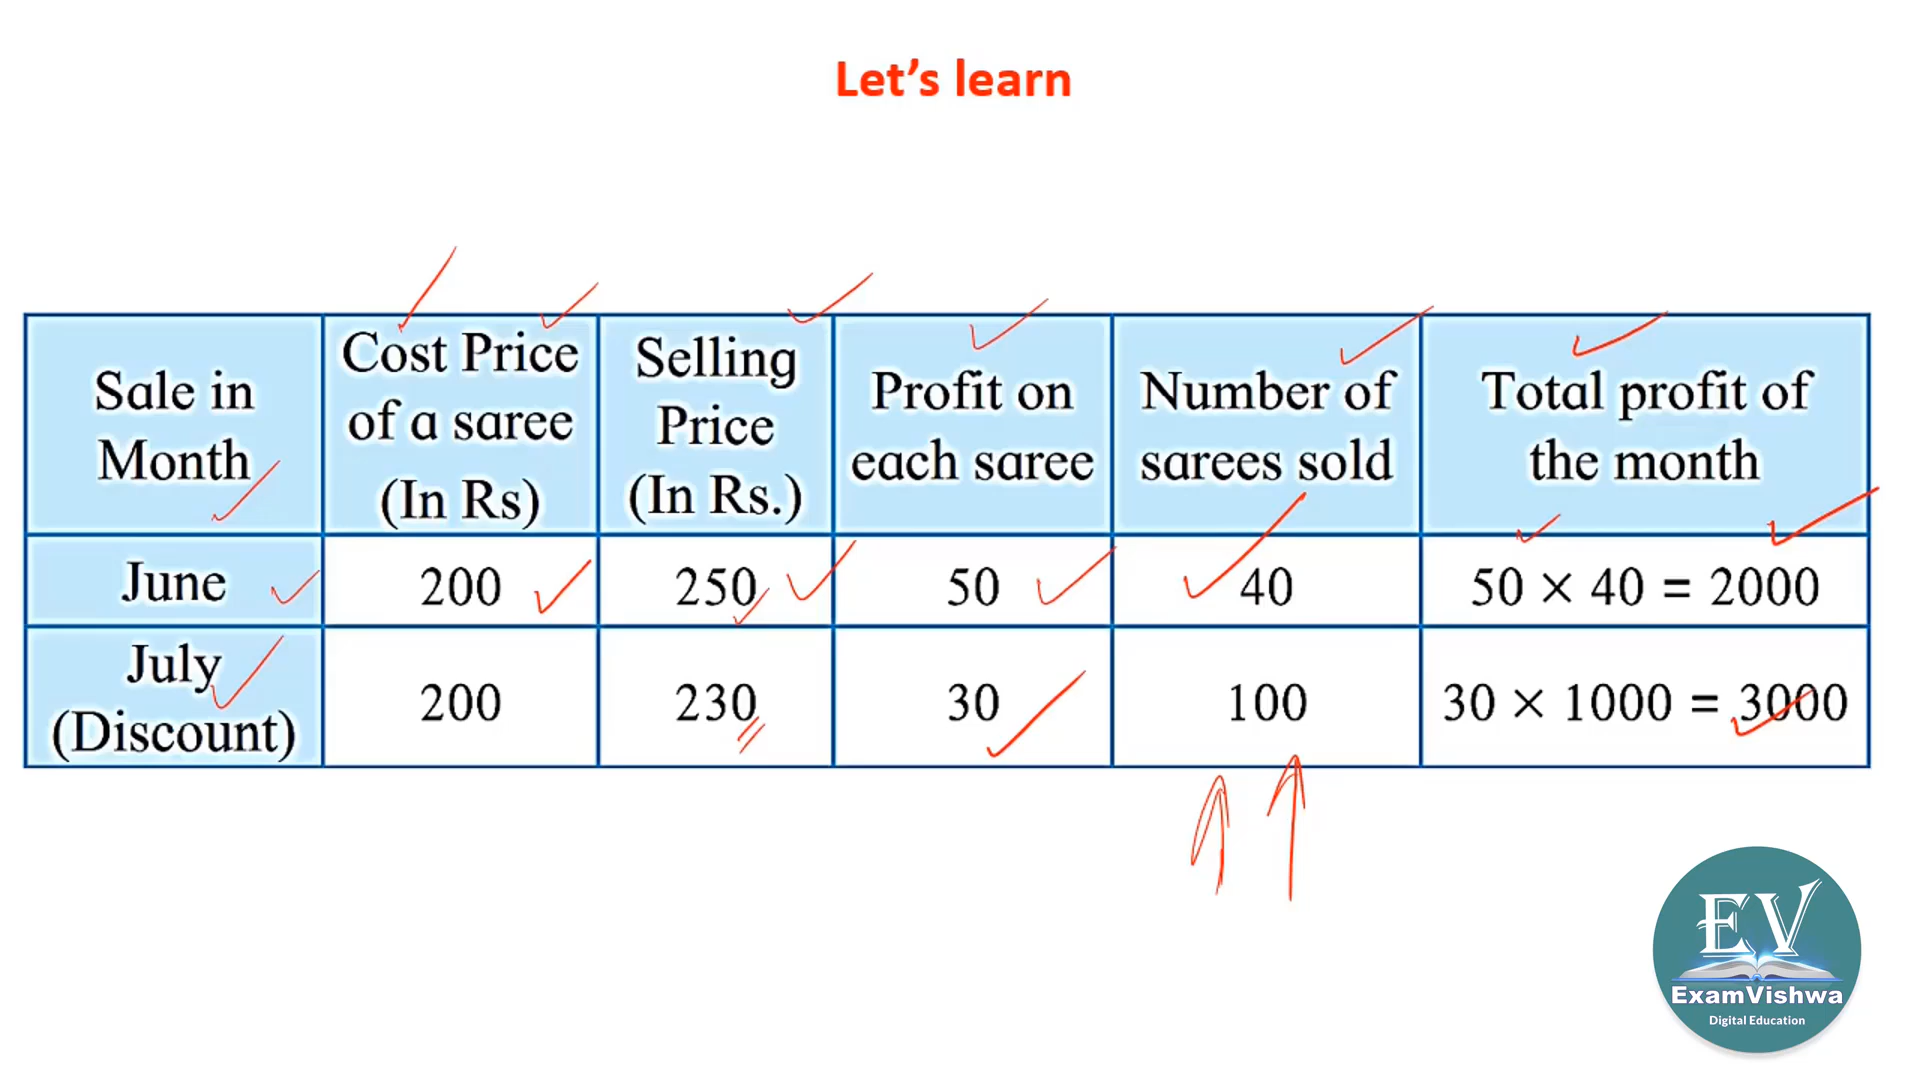 Let's learn
Sale in
Month
Cost Price
of a saree
(In Rs)
Selling
Price
(In Rs.)
Profit on
each saree
Number of
sarees sold
Total profit of
the month
June
200
250
50
40
50 × 40 = 2000
July
(Discount)
200
230
30
100
30 × 1000 = 3000
EV
ExamVishwa
Digital Education